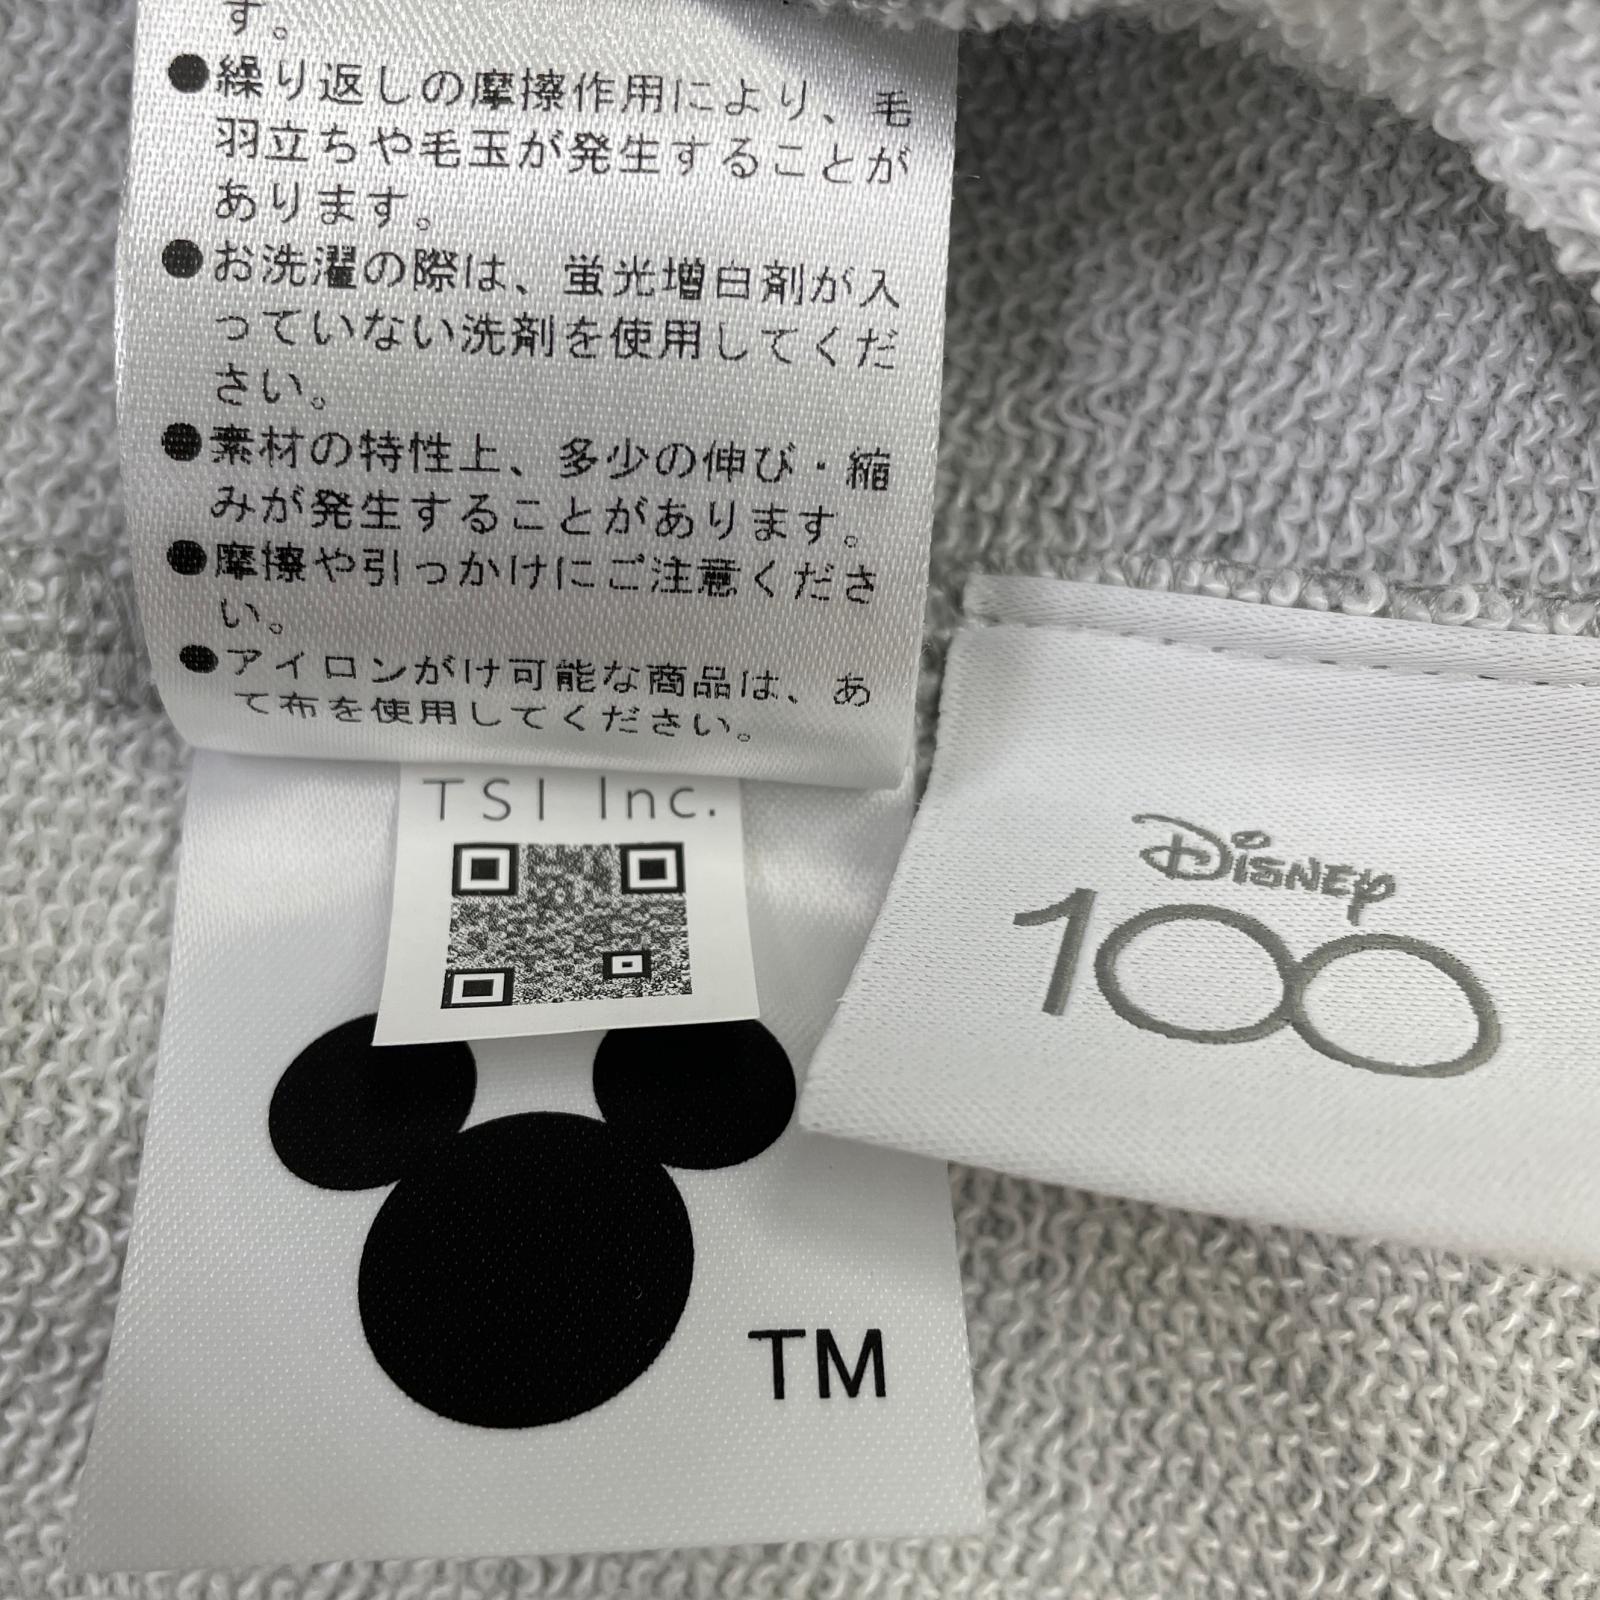 す。
●繰り返しの摩擦作用により、毛
羽立ちや毛玉が発生することが
あります。
●お洗濯の際は、蛍光増白剤が入
っていない洗剤を使用してくだ
さい。
●素材の特性上、多少の伸び・縮
みが発生することがあります。
●摩擦や引っかけにご注意くださ
い。
●アイロンがけ可能な商品は、あ
て布を使用してください。
TSI Inc.
TM
Disney
100